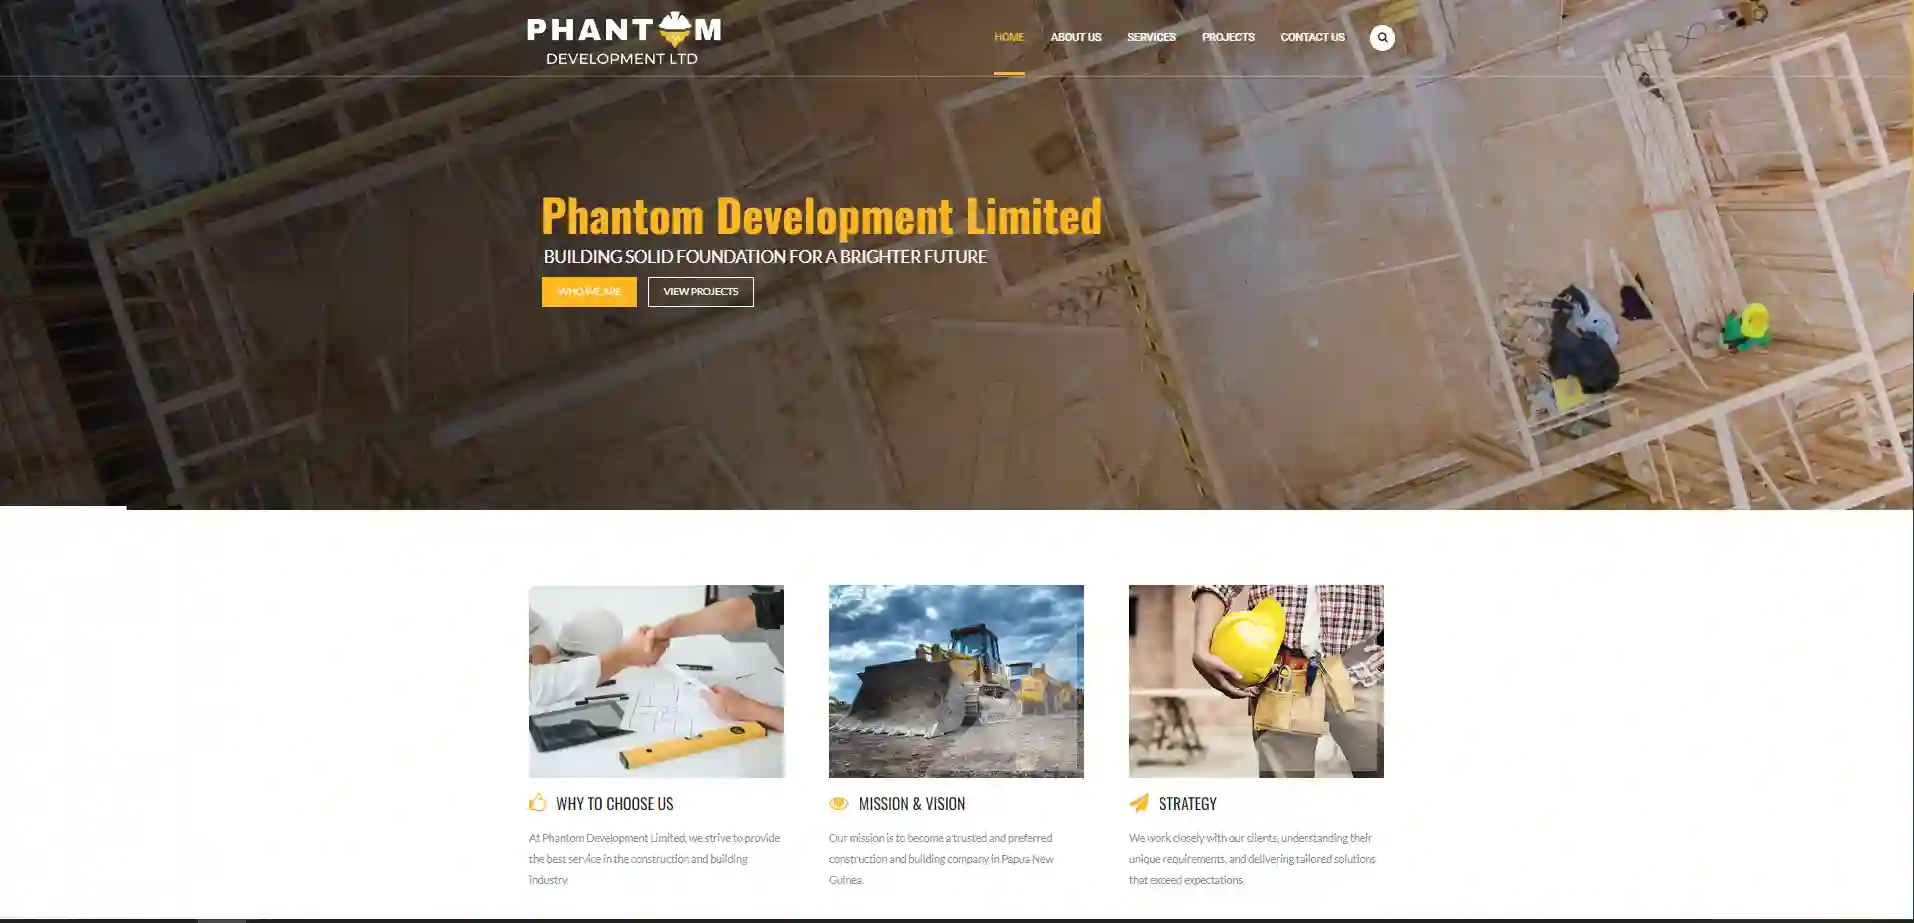 PHANTOM
DEVELOPMENT LTD
HOME ABOUT US SERVICES PROJECTS CONTACT US
Phantom Development Limited
BUILDING SOLID FOUNDATION FOR A BRIGHTER FUTURE
WHO WE ARE VIEW PROJECTS
WHY TO CHOOSE US
At Phantom Development Limited, we strive to provide
the best service in the construction and building
industry.
MISSION & VISION
Our mission is to become a trusted and preferred
construction and building company in Papua New
Guinea.
STRATEGY
We work closely with our clients, understanding their
unique requirements, and delivering tailored solutions
that exceed expectations.